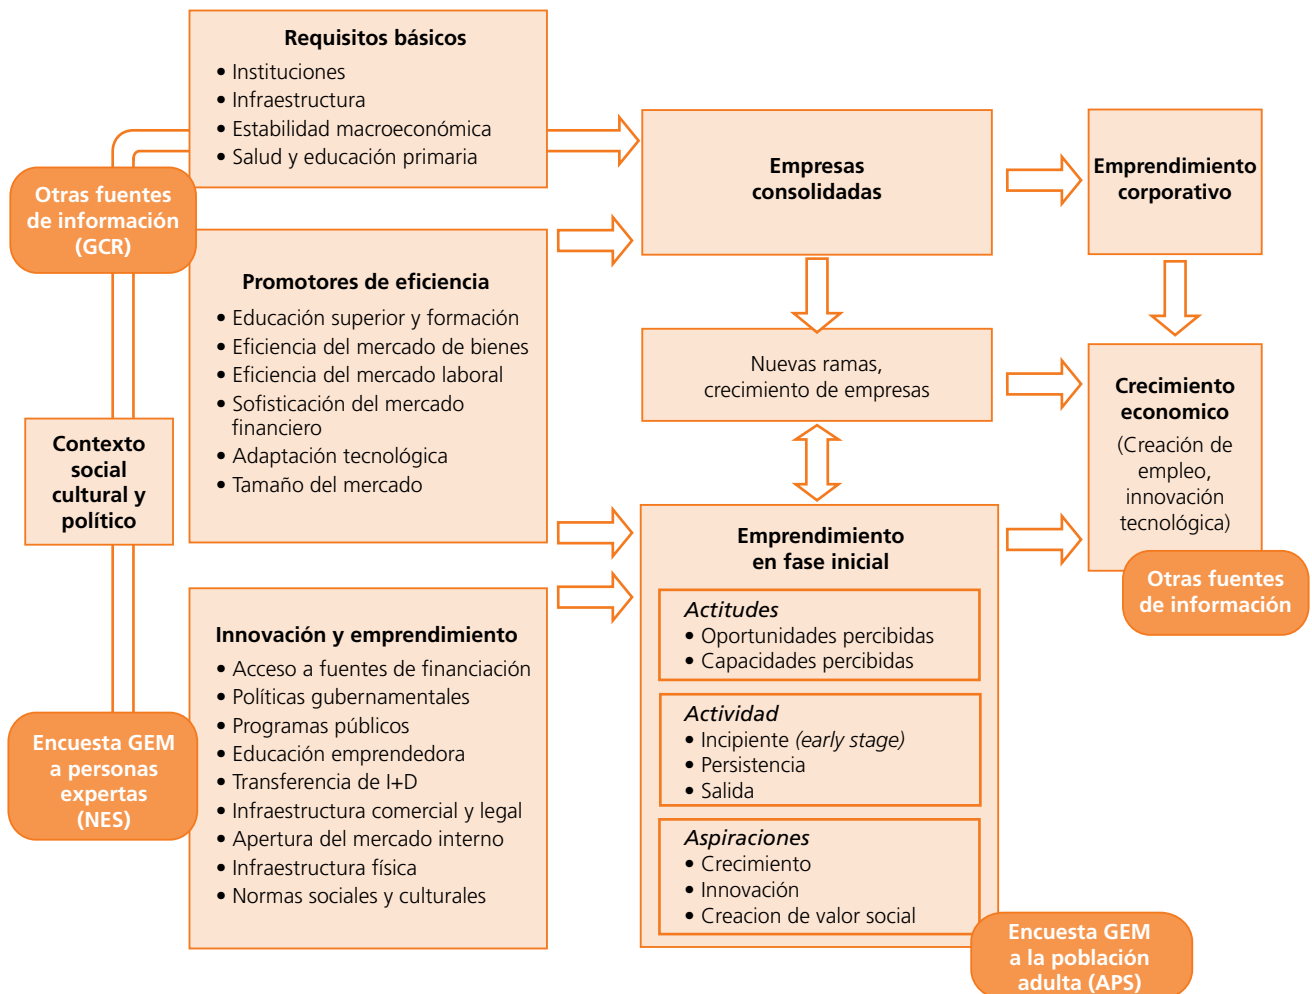 Requisitos básicos
• Instituciones
• Infraestructura
• Estabilidad macroeconómica
• Salud y educación primaria
Otras fuentes
de información
(GCR)
Promotores de eficiencia
• Educación superior y formación
• Eficiencia del mercado de bienes
• Eficiencia del mercado laboral
• Sofisticación del mercado
financiero
• Adaptación tecnológica
• Tamaño del mercado
Contexto
social
cultural y
político
Innovación y emprendimiento
• Acceso a fuentes de financiación
• Políticas gubernamentales
• Programas públicos
• Educación emprendedora
• Transferencia de I+D
• Infraestructura comercial y legal
• Apertura del mercado interno
• Infraestructura física
• Normas sociales y culturales
Encuesta GEM
a personas
expertas
(NES)
Empresas
consolidadas
Emprendimiento
corporativo
Nuevas ramas,
crecimiento de empresas
Crecimiento
economico
(Creación de
empleo,
innovación
tecnológica)
Otras fuentes
de información
Emprendimiento
en fase inicial
Actitudes
• Oportunidades percibidas
• Capacidades percibidas
Actividad
• Incipiente (early stage)
• Persistencia
• Salida
Aspiraciones
• Crecimiento
• Innovación
• Creacion de valor social
Encuesta GEM
a la población
adulta (APS)